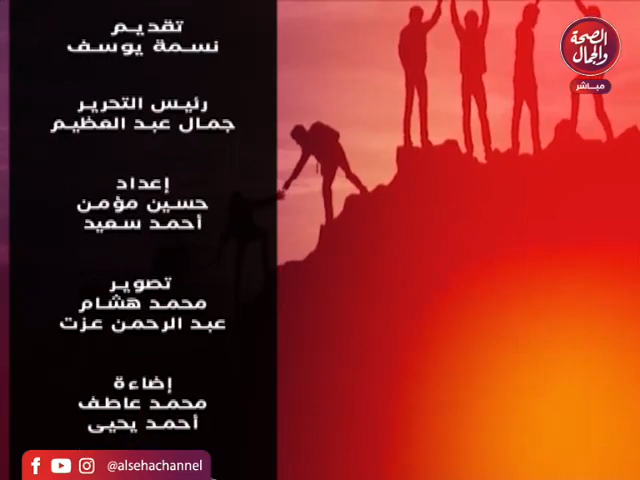 تقديم
نسمة يوسف
رئيس التحرير
جمال عبد العظيم
إعداد
حسين مؤمن
أحمد سعيد
تصوير
محمد هشام
عبد الرحمن عزت
إضاءة
محمد عاطف
أحمد يحيى
الصحة
والجمال
مباشر
@alsehachannel